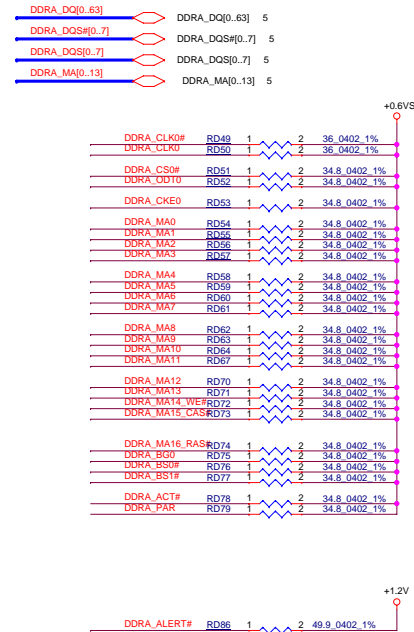 DDRA_DQ[0..63] DDRA_DQ[0..63] 5
DDRA_DQS#[0..7] DDRA_DQS#[0..7] 5
DDRA_DQS[0..7] DDRA_DQS[0..7] 5
DDRA_MA[0..13] DDRA_MA[0..13] 5
+0.6VS
DDRA_CLK0# RD49 1 2 36_0402_1%
DDRA_CLK0 RD50 1 2 36_0402_1%
DDRA_CS0# RD51 1 2 34.8_0402_1%
DDRA_ODT0 RD52 1 2 34.8_0402_1%
DDRA_CKE0 RD53 1 2 34.8_0402_1%
DDRA_MA0 RD54 1 2 34.8_0402_1%
DDRA_MA1 RD55 1 2 34.8_0402_1%
DDRA_MA2 RD56 1 2 34.8_0402_1%
DDRA_MA3 RD57 1 2 34.8_0402_1%
DDRA_MA4 RD58 1 2 34.8_0402_1%
DDRA_MA5 RD59 1 2 34.8_0402_1%
DDRA_MA6 RD60 1 2 34.8_0402_1%
DDRA_MA7 RD61 1 2 34.8_0402_1%
DDRA_MA8 RD62 1 2 34.8_0402_1%
DDRA_MA9 RD63 1 2 34.8_0402_1%
DDRA_MA10 RD64 1 2 34.8_0402_1%
DDRA_MA11 RD67 1 2 34.8_0402_1%
DDRA_MA12 RD70 1 2 34.8_0402_1%
DDRA_MA13 RD71 1 2 34.8_0402_1%
DDRA_MA14_WE# RD72 1 2 34.8_0402_1%
DDRA_MA15_CAS# RD73 1 2 34.8_0402_1%
DDRA_MA16_RAS# RD74 1 2 34.8_0402_1%
DDRA_BG0 RD75 1 2 34.8_0402_1%
DDRA_BS0# RD76 1 2 34.8_0402_1%
DDRA_BS1# RD77 1 2 34.8_0402_1%
DDRA_ACT# RD78 1 2 34.8_0402_1%
DDRA_PAR RD79 1 2 34.8_0402_1%
+1.2V
DDRA_ALERT# RD86 1 2 49.9_0402_1%